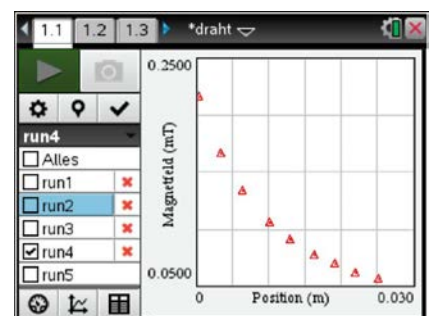 1.1 1.2 1.3 *draht
run4
Alles
run1
run2
run3
run4
run5
0.2500
Magnetfeld (mT)
0.0500
0 Position (m) 0.030